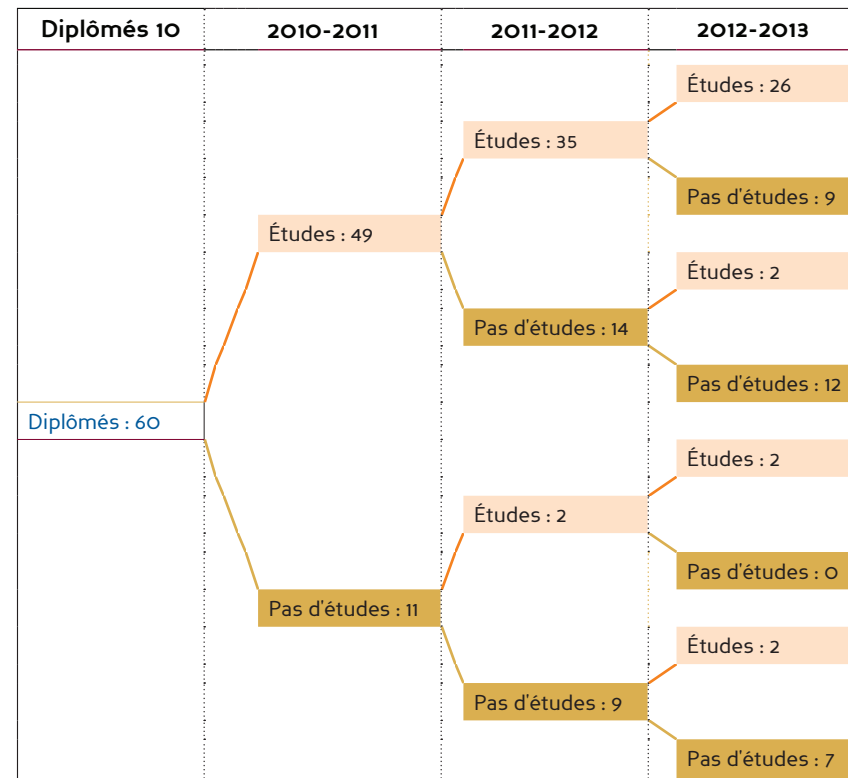 Diplômés 10 2010-2011 2011-2012 2012-2013
Études : 26
Études : 35
Pas d'études : 9
Études : 49
Études : 2
Pas d'études : 14
Pas d'études : 12
Diplômés : 60
Études : 2
Études : 2
Pas d'études : 0
Pas d'études : 11
Études : 2
Pas d'études : 9
Pas d'études : 7